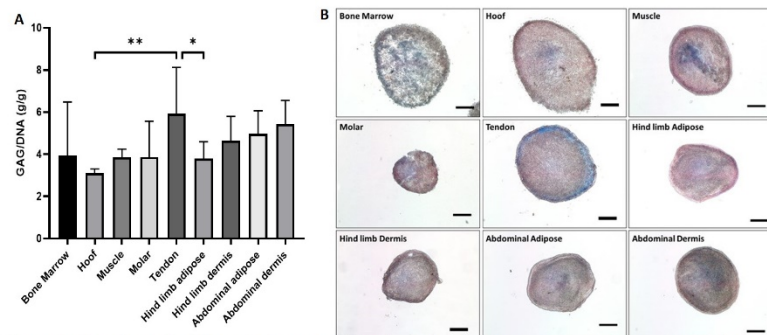 A
GAG/DNA (g/g)
10
8
6
4
2
0
**
*
Bone Marrow
Hoof
Muscle
Molar
Tendon
Hind limb adipose
Hind limb dermis
Abdominal adipose
Abdominal dermis
B
Bone Marrow
Hoof
Muscle
Molar
Tendon
Hind limb Adipose
Hind limb Dermis
Abdominal Adipose
Abdominal Dermis